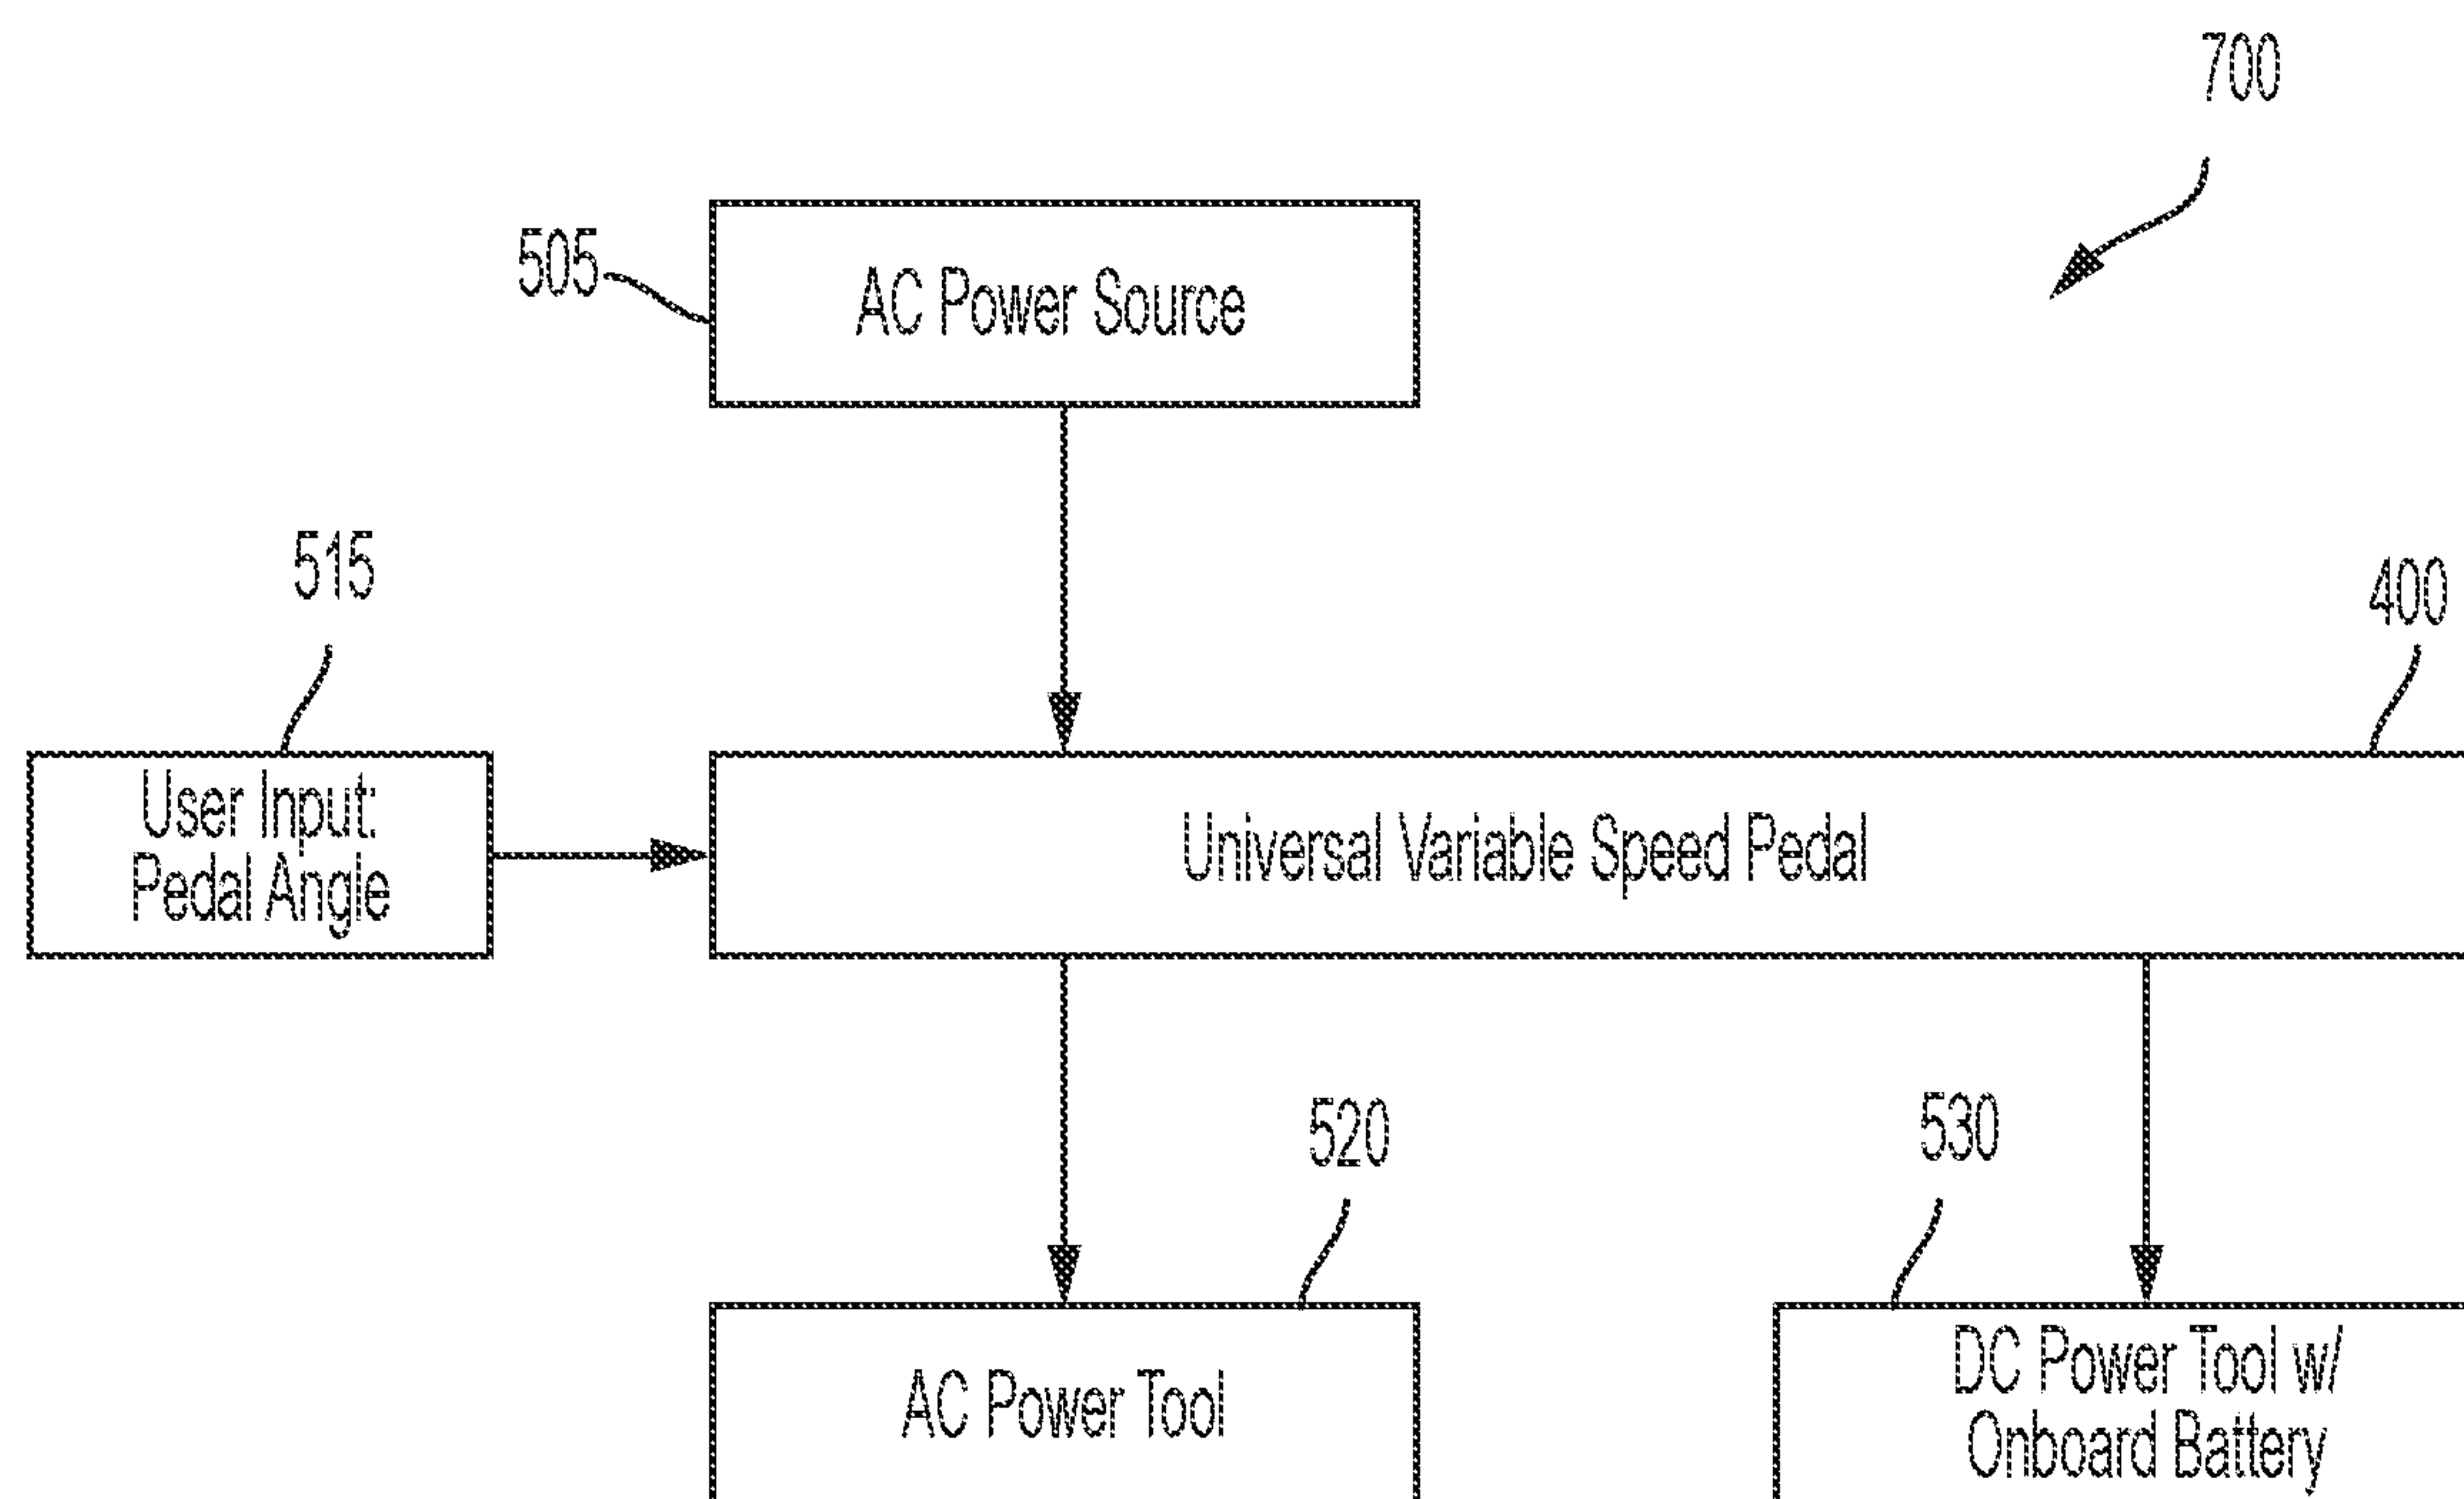 700
505
AC Power Source
515
400
User Input:
Pedal Angle
Universal Variable Speed Pedal
520
530
AC Power Tool
DC Power Tool w/
Onboard Battery